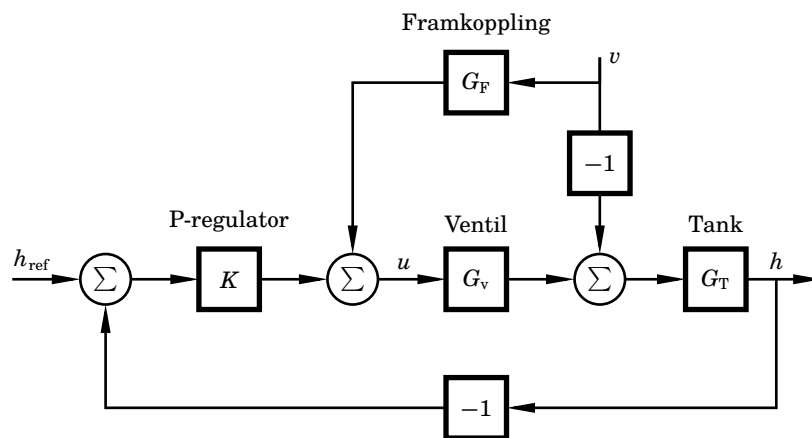 Framkoppling
v
G_F
−1
P-regulator
Ventil
Tank
h_ref
∑
K
∑
u
G_v
∑
G_T
h
−1